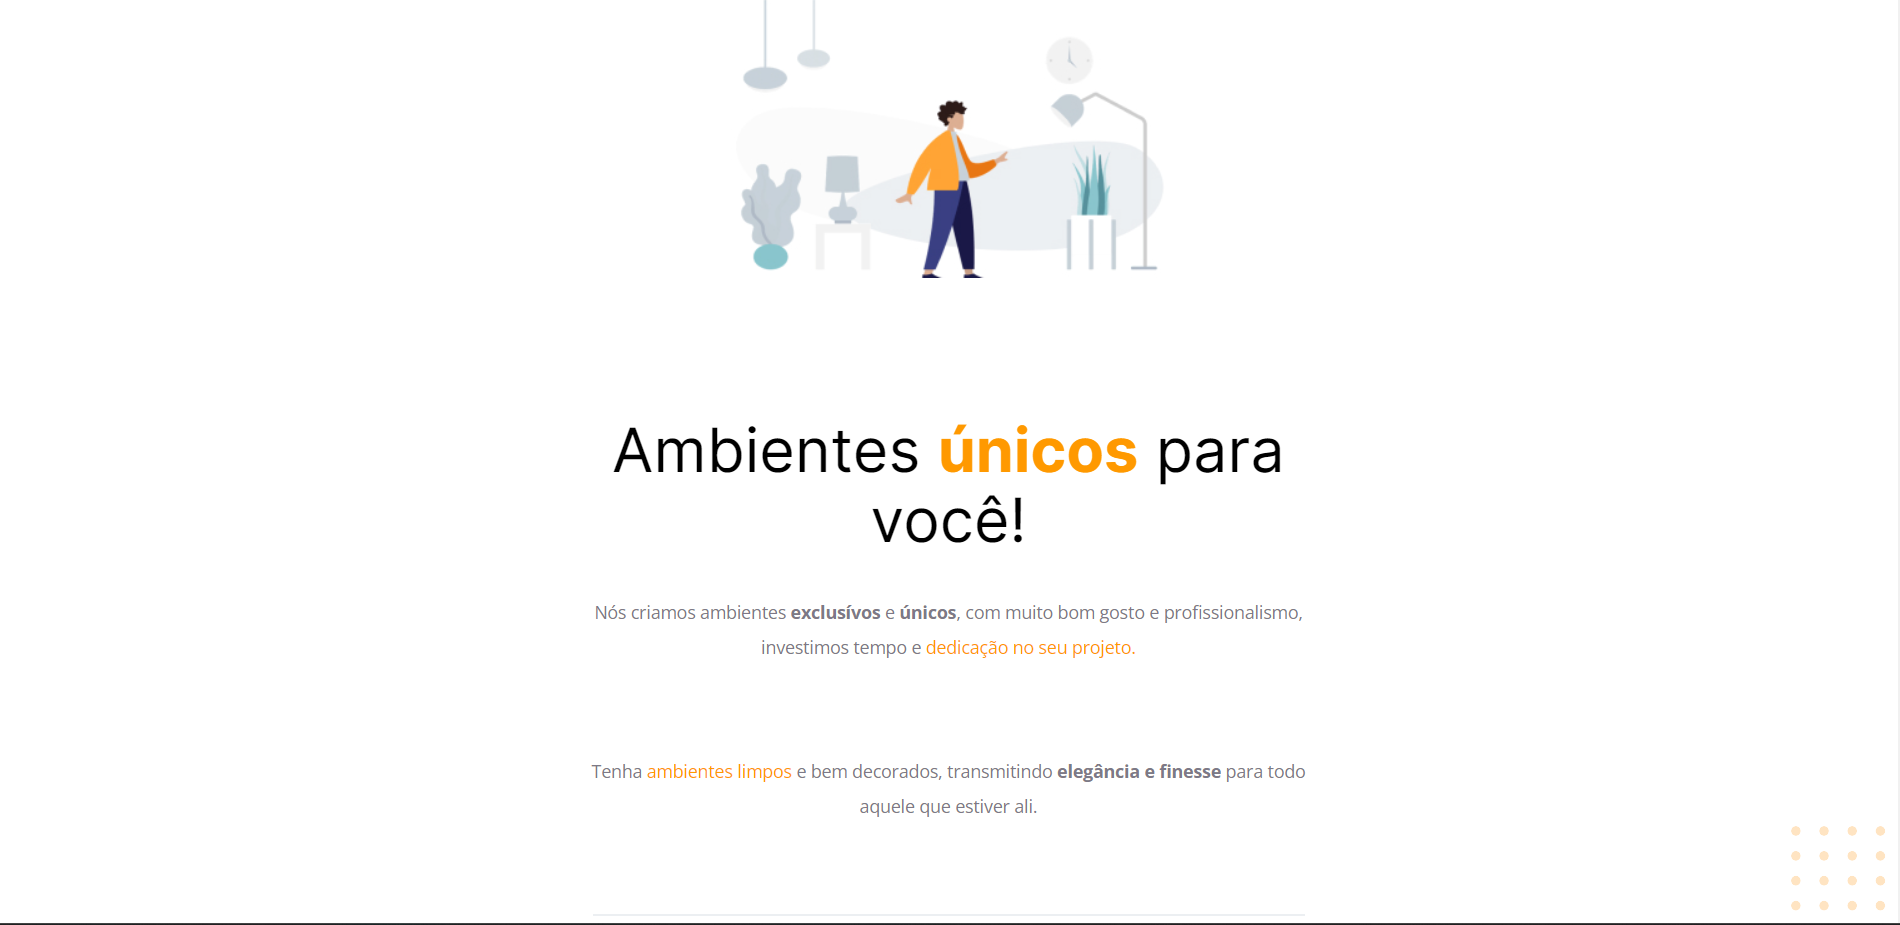 Ambientes únicos para
você!
Nós criamos ambientes exclusívos e únicos, com muito bom gosto e profissionalismo,
investimos tempo e dedicação no seu projeto.
Tenha ambientes limpos e bem decorados, transmitindo elegância e finesse para todo
aquele que estiver ali.